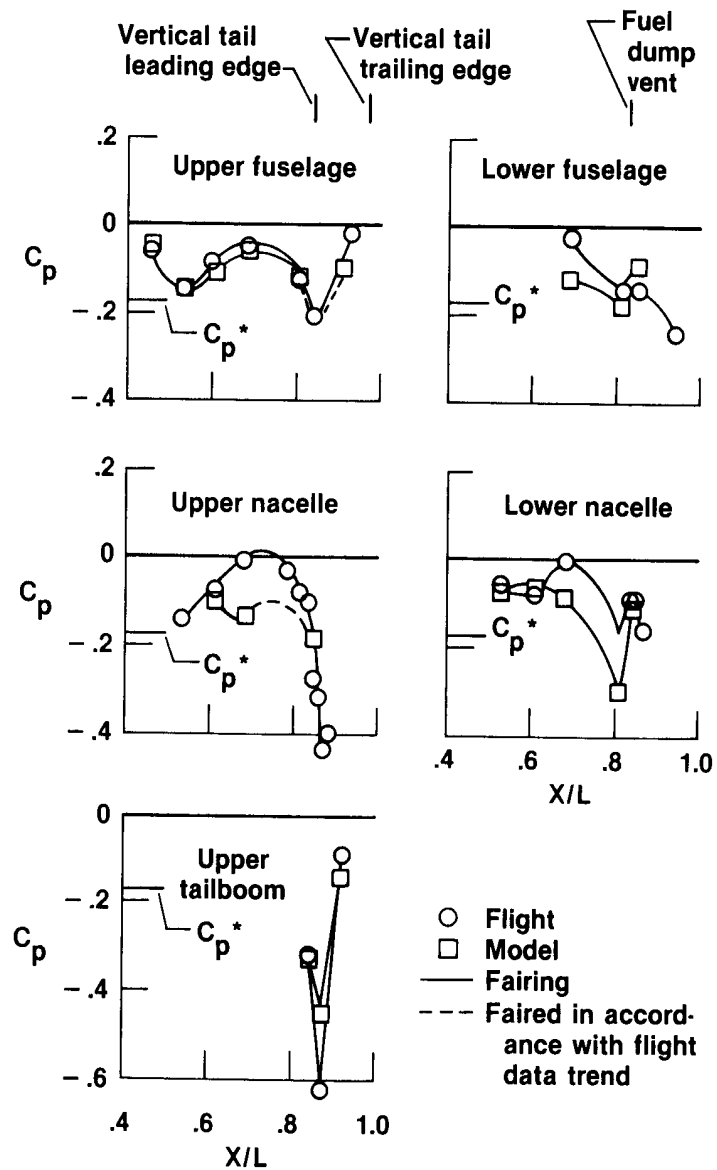 Vertical tail
leading edge
Vertical tail
trailing edge
Fuel
dump
vent
.2
Upper fuselage
0
Cp
Cp*
-.2
-.4
Lower fuselage
Cp*
.2
Upper nacelle
0
Cp
Cp*
-.2
-.4
Lower nacelle
Cp*
.4
.6
.8
1.0
X/L
0
Upper
tailboom
-.2
Cp*
Cp
-.4
-.6
.4
.6
.8
1.0
X/L
Flight
Model
Fairing
Faired in accord-
ance with flight
data trend